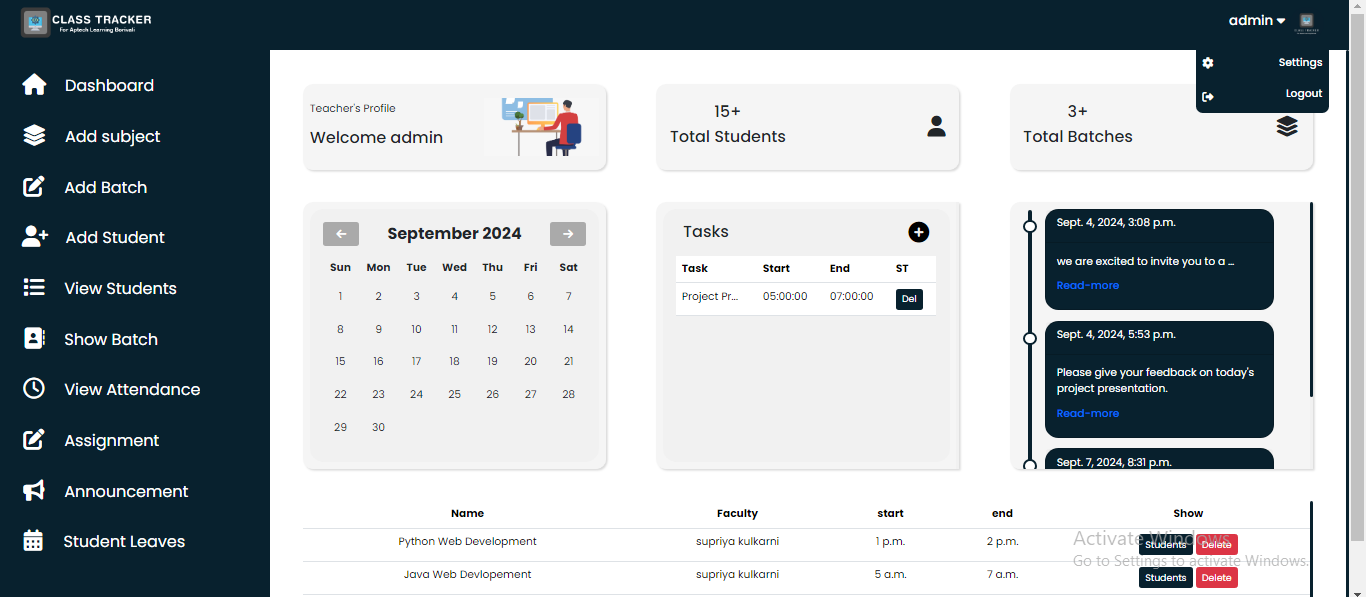 CLASS TRACKER
For Aptech Learning Borivali
admin
Settings
Logout
Dashboard
Add subject
Add Batch
Add Student
View Students
Show Batch
View Attendance
Assignment
Announcement
Student Leaves
Teacher's Profile
Welcome admin
15+
Total Students
3+
Total Batches
September 2024
Sun Mon Tue Wed Thu Fri Sat
1 2 3 4 5 6 7
8 9 10 11 12 13 14
15 16 17 18 19 20 21
22 23 24 25 26 27 28
29 30
Tasks
Task Start End ST
Project Pr... 05:00:00 07:00:00 Del
Sept. 4, 2024, 3:08 p.m.
we are excited to invite you to a ...
Read-more
Sept. 4, 2024, 5:53 p.m.
Please give your feedback on today's
project presentation.
Read-more
Sept. 7, 2024, 8:31 p.m.
Name Faculty start end Show
Python Web Development supriya kulkarni 1 p.m. 2 p.m. Students Delete
Java Web Devlopement supriya kulkarni 5 a.m. 7 a.m. Students Delete
Activate Windows
Go to Settings to activate Windows.